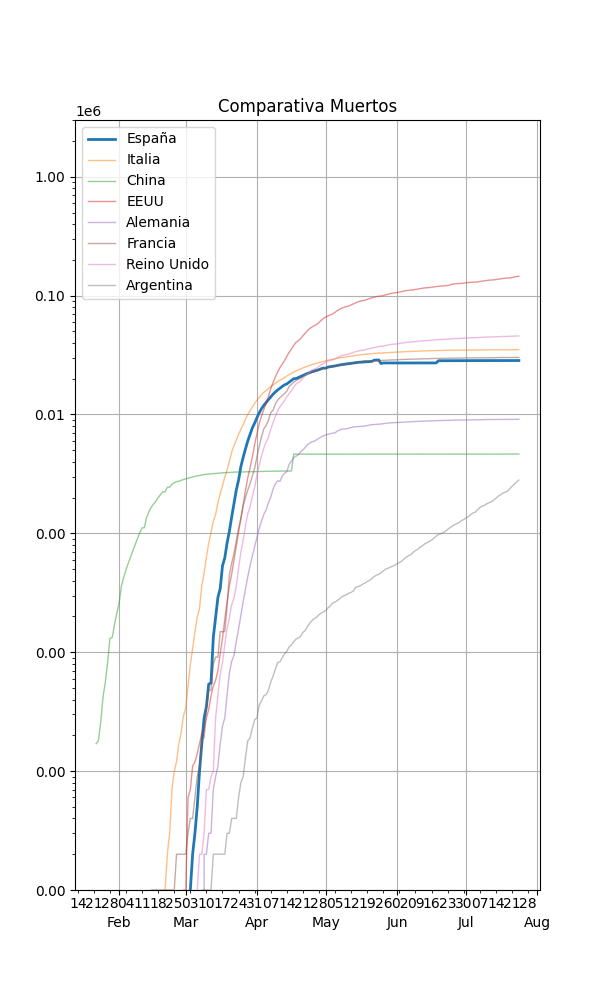 Comparativa Muertos
1e6
España
Italia
China
EEUU
Alemania
Francia
Reino Unido
Argentina
1.00
0.10
0.01
0.00
0.00
0.00
0.00
14 21 28 04 11 18 25 03 10 17 24 31 07 14 21 28 05 12 19 26 02 09 16 23 30 07 14 21 28
Feb Mar Apr May Jun Jul Aug